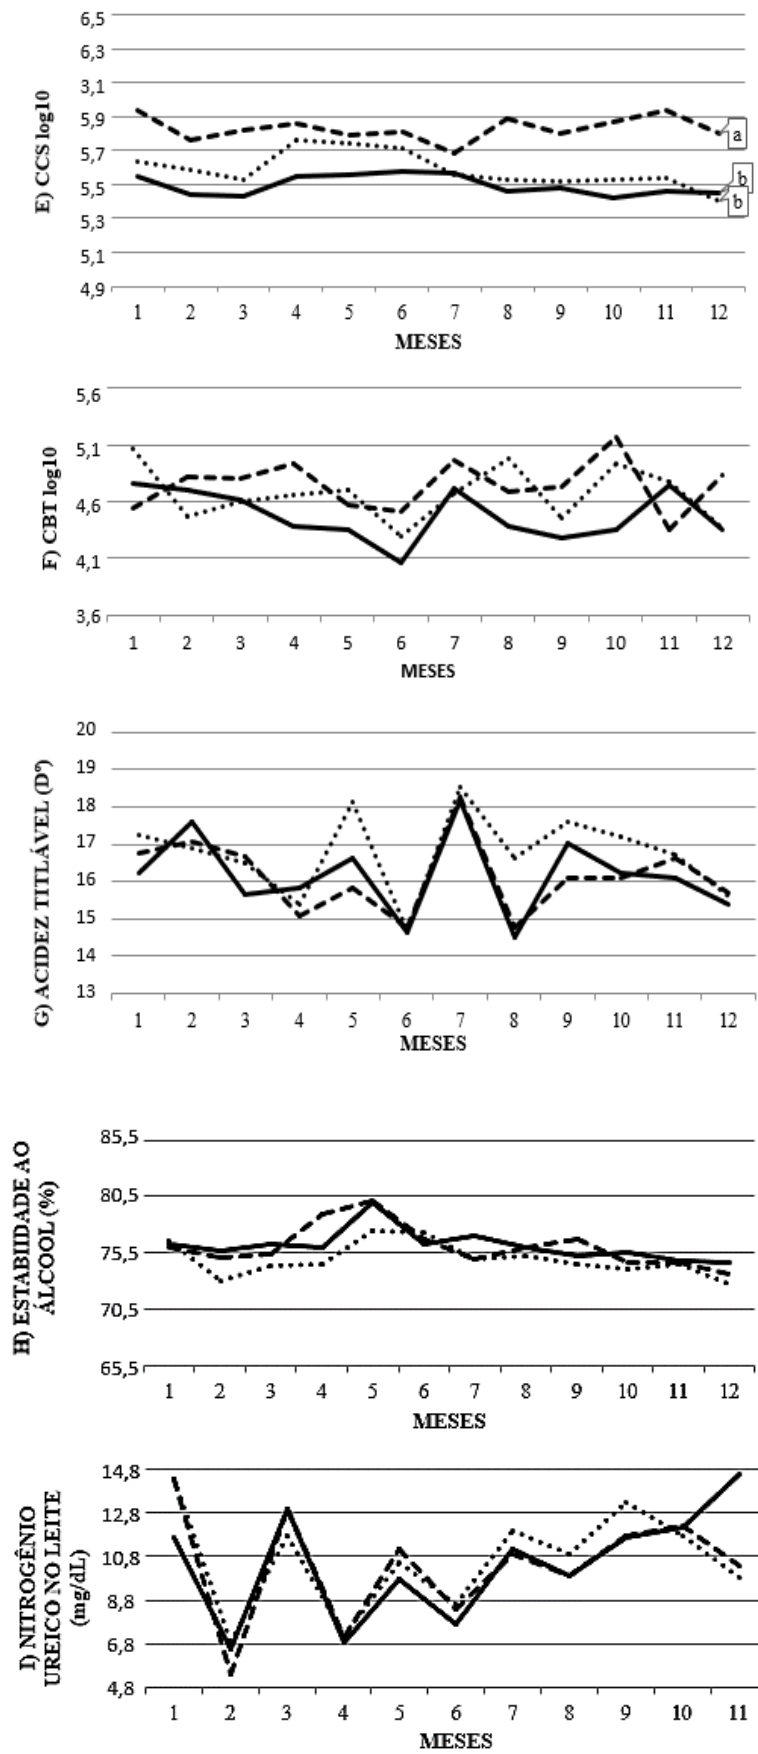 6,5
6,3
6,1
5,9
5,7
5,5
5,3
5,1
4,9
E) CCS log10
a
b
b
1 2 3 4 5 6 7 8 9 10 11 12
MESES
5,6
5,1
4,6
4,1
3,6
F) CBT log10
1 2 3 4 5 6 7 8 9 10 11 12
MESES
20
19
18
17
16
15
14
13
G) ACIDEZ TITLÁVEL (Dº)
1 2 3 4 5 6 7 8 9 10 11 12
MESES
85,5
80,5
75,5
70,5
65,5
H) ESTABIIDADE AO
ÁLCOOL (%)
1 2 3 4 5 6 7 8 9 10 11 12
MESES
14,8
12,8
10,8
8,8
6,8
4,8
I) NITROGÊNIO
UREICO NO LEITE
(mg/dL)
1 2 3 4 5 6 7 8 9 10 11
MESES